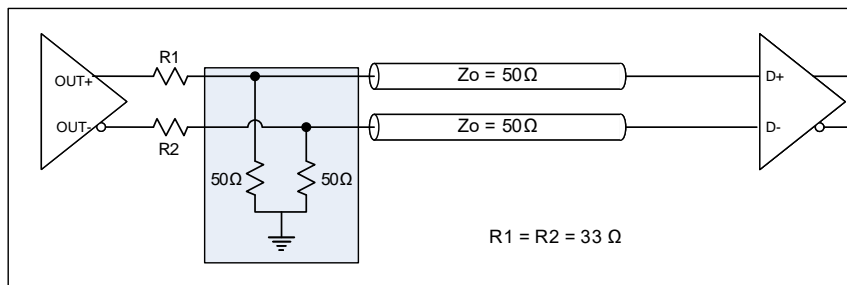 R1
OUT+
Zo = 50Ω
D+
OUT-
Zo = 50Ω
D-
R2
50Ω
50Ω
R1 = R2 = 33 Ω